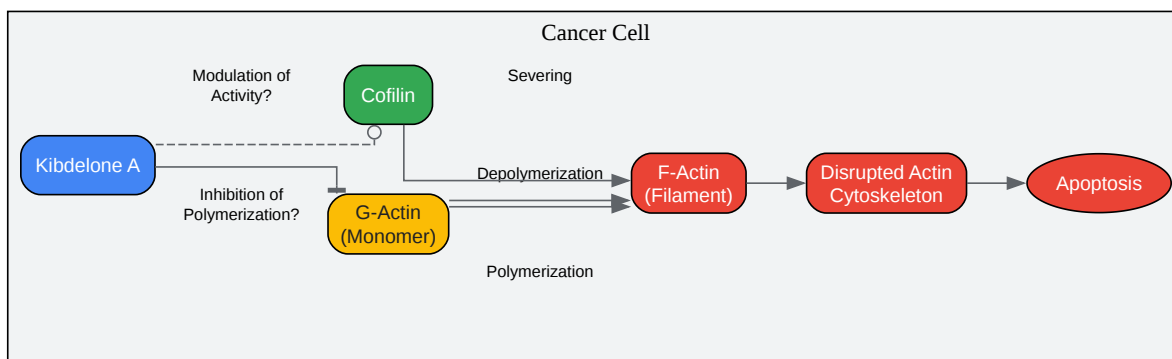 Cancer Cell
Modulation of
Activity?
Cofilin
Severing
Kibdelone A
Inhibition of
Polymerization?
G-Actin
(Monomer)
Depolymerization
Polymerization
F-Actin
(Filament)
Disrupted Actin
Cytoskeleton
Apoptosis